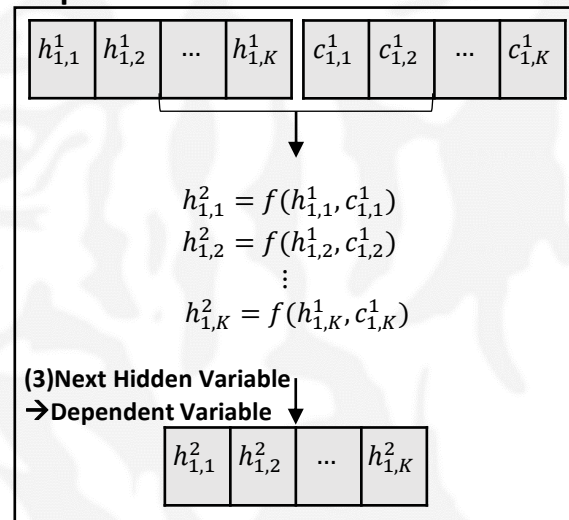 h^1_{1,1} h^1_{1,2} ... h^1_{1,K} c^1_{1,1} c^1_{1,2} ... c^1_{1,K}
h^2_{1,1} = f(h^1_{1,1}, c^1_{1,1})
h^2_{1,2} = f(h^1_{1,2}, c^1_{1,2})
⋮
h^2_{1,K} = f(h^1_{1,K}, c^1_{1,K})
(3)Next Hidden Variable
→Dependent Variable
h^2_{1,1} h^2_{1,2} ... h^2_{1,K}